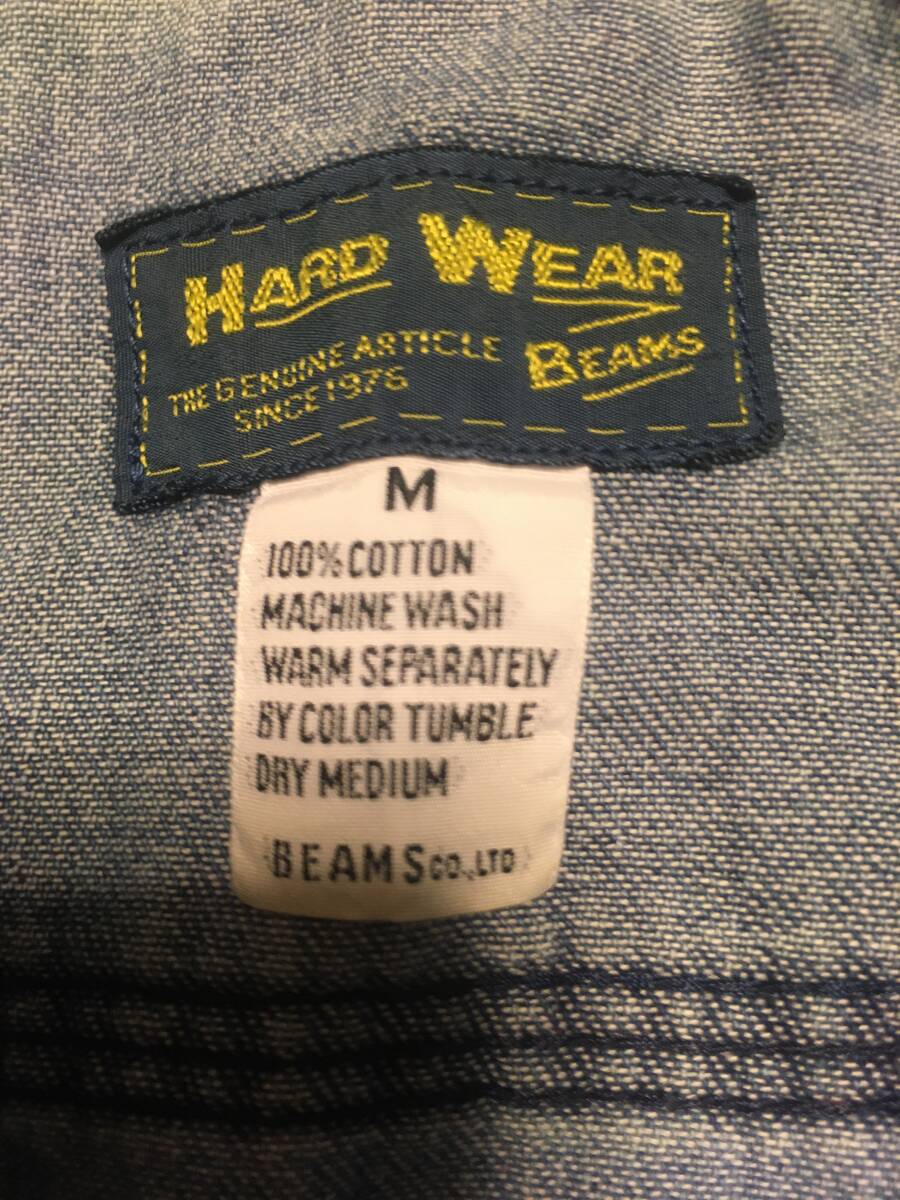 HARD WEAR
BEAMS
THE GENUINE ARTICLE
SINCE 1976
M
100% COTTON
MACHINE WASH
WARM SEPARATELY
BY COLOR TUMBLE
DRY MEDIUM
BEAMS CO.,LTD